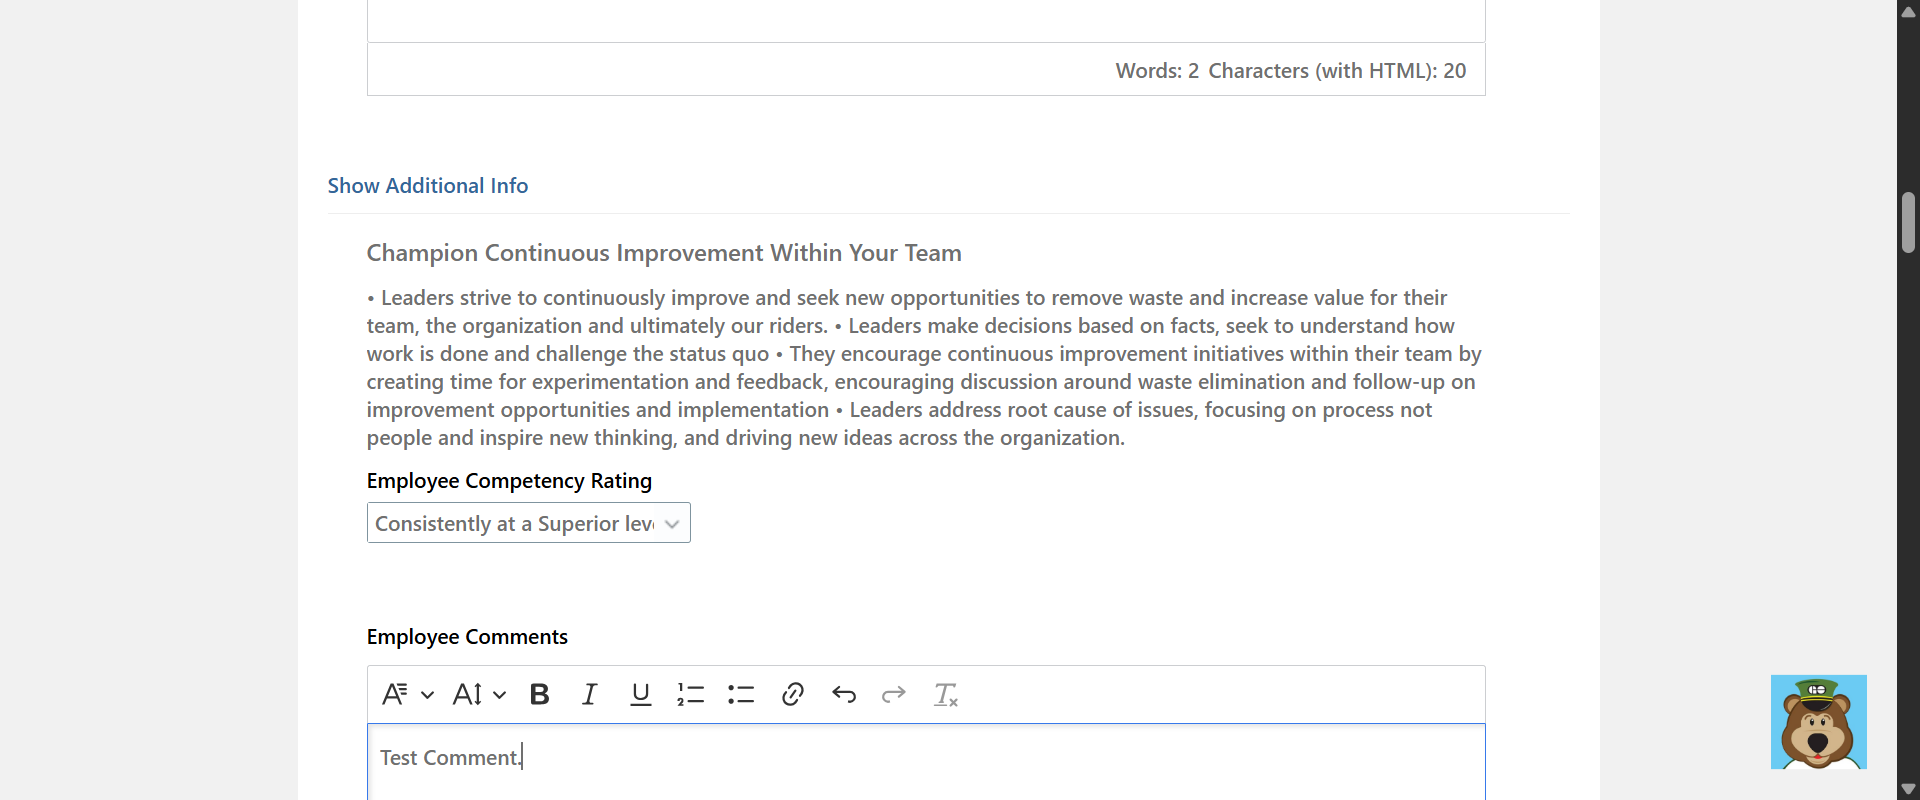 Words: 2 Characters (with HTML): 20
Show Additional Info
Champion Continuous Improvement Within Your Team
• Leaders strive to continuously improve and seek new opportunities to remove waste and increase value for their
team, the organization and ultimately our riders. • Leaders make decisions based on facts, seek to understand how
work is done and challenge the status quo • They encourage continuous improvement initiatives within their team by
creating time for experimentation and feedback, encouraging discussion around waste elimination and follow-up on
improvement opportunities and implementation • Leaders address root cause of issues, focusing on process not
people and inspire new thinking, and driving new ideas across the organization.
Employee Competency Rating
Consistently at a Superior
Employee Comments
Test Comment.
GO